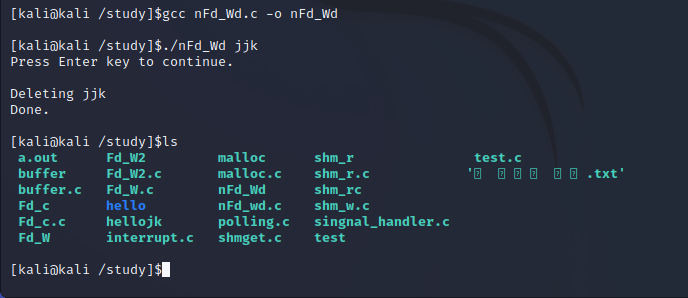 [kali@kali /study]$gcc nFd_Wd.c -o nFd_Wd
[kali@kali /study]$./nFd_Wd jjk
Press Enter key to continue.
Deleting jjk
Done.
[kali@kali /study]$ls
a.out Fd_W2 malloc shm_r test.c
buffer Fd_W2.c malloc.c shm_r.c '.txt'
buffer.c Fd_W.c nFd_Wd shm_rc
Fd_c hello nFd_wd.c shm_w.c
Fd_c.c hellojk polling.c singnal_handler.c
Fd_W interrupt.c shmget.c test
[kali@kali /study]$